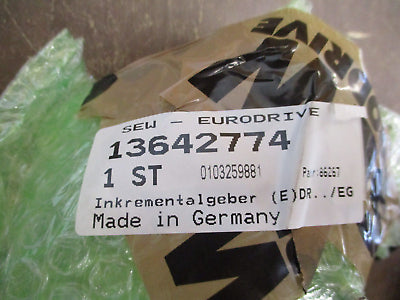 SEW - EURODRIVE
13642774
1 ST 0103259881
Inkrementalgeber (E)DR../EG
Made in Germany